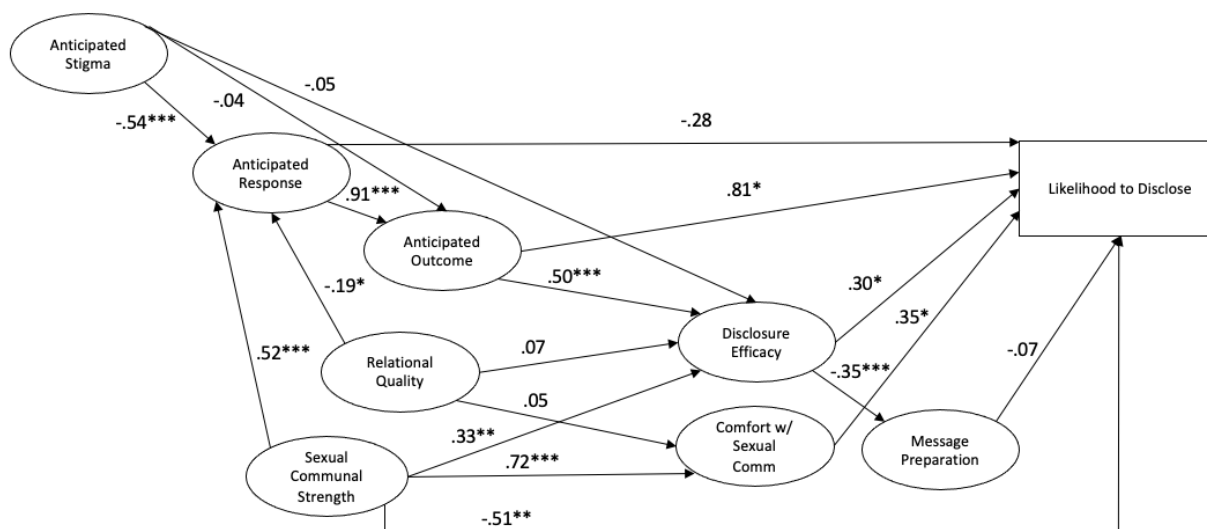 Anticipated
Stigma
-.05
-.04
-.54***
-.28
Anticipated
Response
Likelihood to Disclose
.91***
.81*
Anticipated
Outcome
.50***
-.19*
.30*
.35*
Disclosure
Efficacy
.07
.52***
Relational
Quality
-.35***
-.07
.05
.33**
Comfort w/
Sexual
Comm
Message
Preparation
Sexual
Communal
Strength
.72***
-.51**